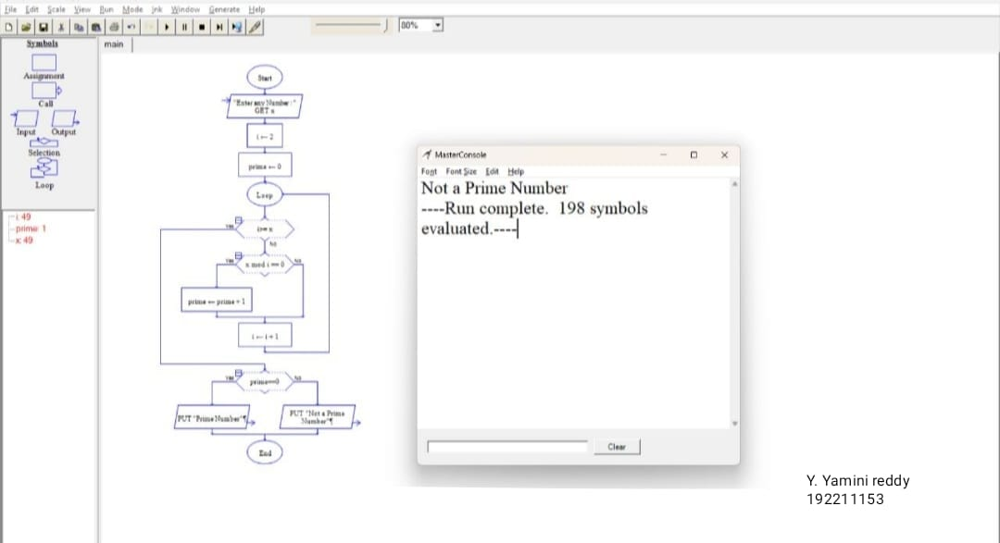 File Edit Scale View Run Mode Ink Window Generate Help
80%
Symbols
Assignment
Call
Input Output
Selection
Loop
i: 49
prime: 1
x: 49
main
Start
"Enter any Number:"
GET x
i ← 2
prime ← 0
Loop
Yes
No
Yes
x mod i = 0
No
prime ← prime + 1
i ← i + 1
Yes
prime=0
No
PUT "Prime Number"¶
PUT "Not a Prime
Number"¶
End
MasterConsole
Font Font Size Edit Help
Not a Prime Number
----Run complete. 198 symbols
evaluated.----
Clear
Y. Yamini reddy
192211153